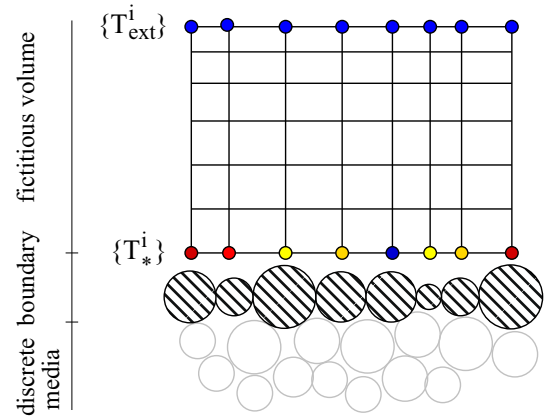 {T^i_ext}
fictitious volume
{T^i_*}
boundary
discrete
media